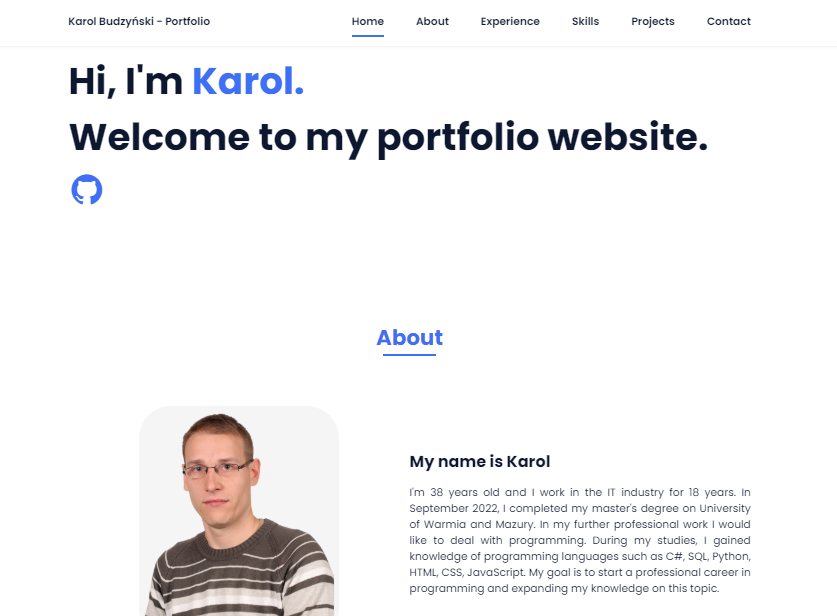 Karol Budzyński - Portfolio
Home About Experience Skills Projects Contact
Hi, I'm Karol.
Welcome to my portfolio website.
About
My name is Karol
I'm 38 years old and I work in the IT industry for 18 years. In
September 2022, I completed my master's degree on University
of Warmia and Mazury. In my further professional work I would
like to deal with programming. During my studies, I gained
knowledge of programming languages such as C#, SQL, Python,
HTML, CSS, JavaScript. My goal is to start a professional career in
programming and expanding my knowledge on this topic.